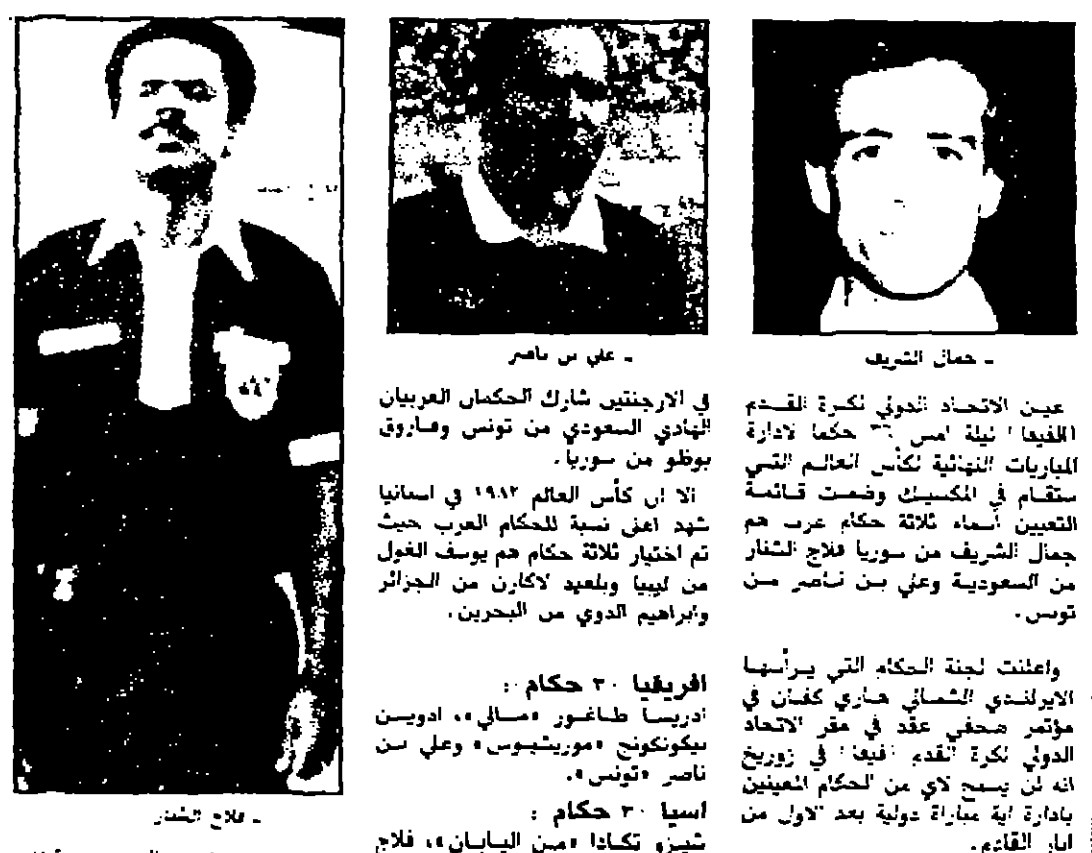 - جمال الشريف
عين الاتحاد الدولي لكرة القدم
(الفيفا) ليلة امس ٣٦ حكما لادارة
المباريات النهائية لكأس العالم التي
ستقام في المكسيك وضمت قائمة
التعيين أسماء ثلاثة حكام عرب هم
جمال الشريف من سوريا فلاج الشنار
من السعودية وعلي بن ناصر من
تونس.
واعلنت لجنة الحكام التي يرأسها
الايرلندي الشمالي هاري كفان في
مؤتمر صحفي عقد في مقر الاتحاد
الدولي لكرة القدم (فيفا) في زوريخ
انه لن يسمح لاي من الحكام المعينين
بادارة اية مباراة دولية بعد الاول من
ايار القادم.
- علي بن ناصر
في الارجنتين شارك الحكمان العربيان
الهادي السعودي من تونس وفاروق
بوظو من سوريا.
الا ان كأس العالم ١٩٨٢ في اسبانيا
شهد اعلى نسبة للحكام العرب حيث
تم اختيار ثلاثة حكام هم يوسف الغول
من ليبيا وبلعيد لاكارن من الجزائر
وابراهيم الدوي من البحرين.
افريقيا ٣٠ حكام :
ادريسا طاغور «مالي»، ادوين
بيكونكونج «موريتيوس» وعلي بن
ناصر «تونس».
اسيا ٣٠ حكام :
شيزو تكادا «من اليابان»، فلاج
- فلاج الشنار